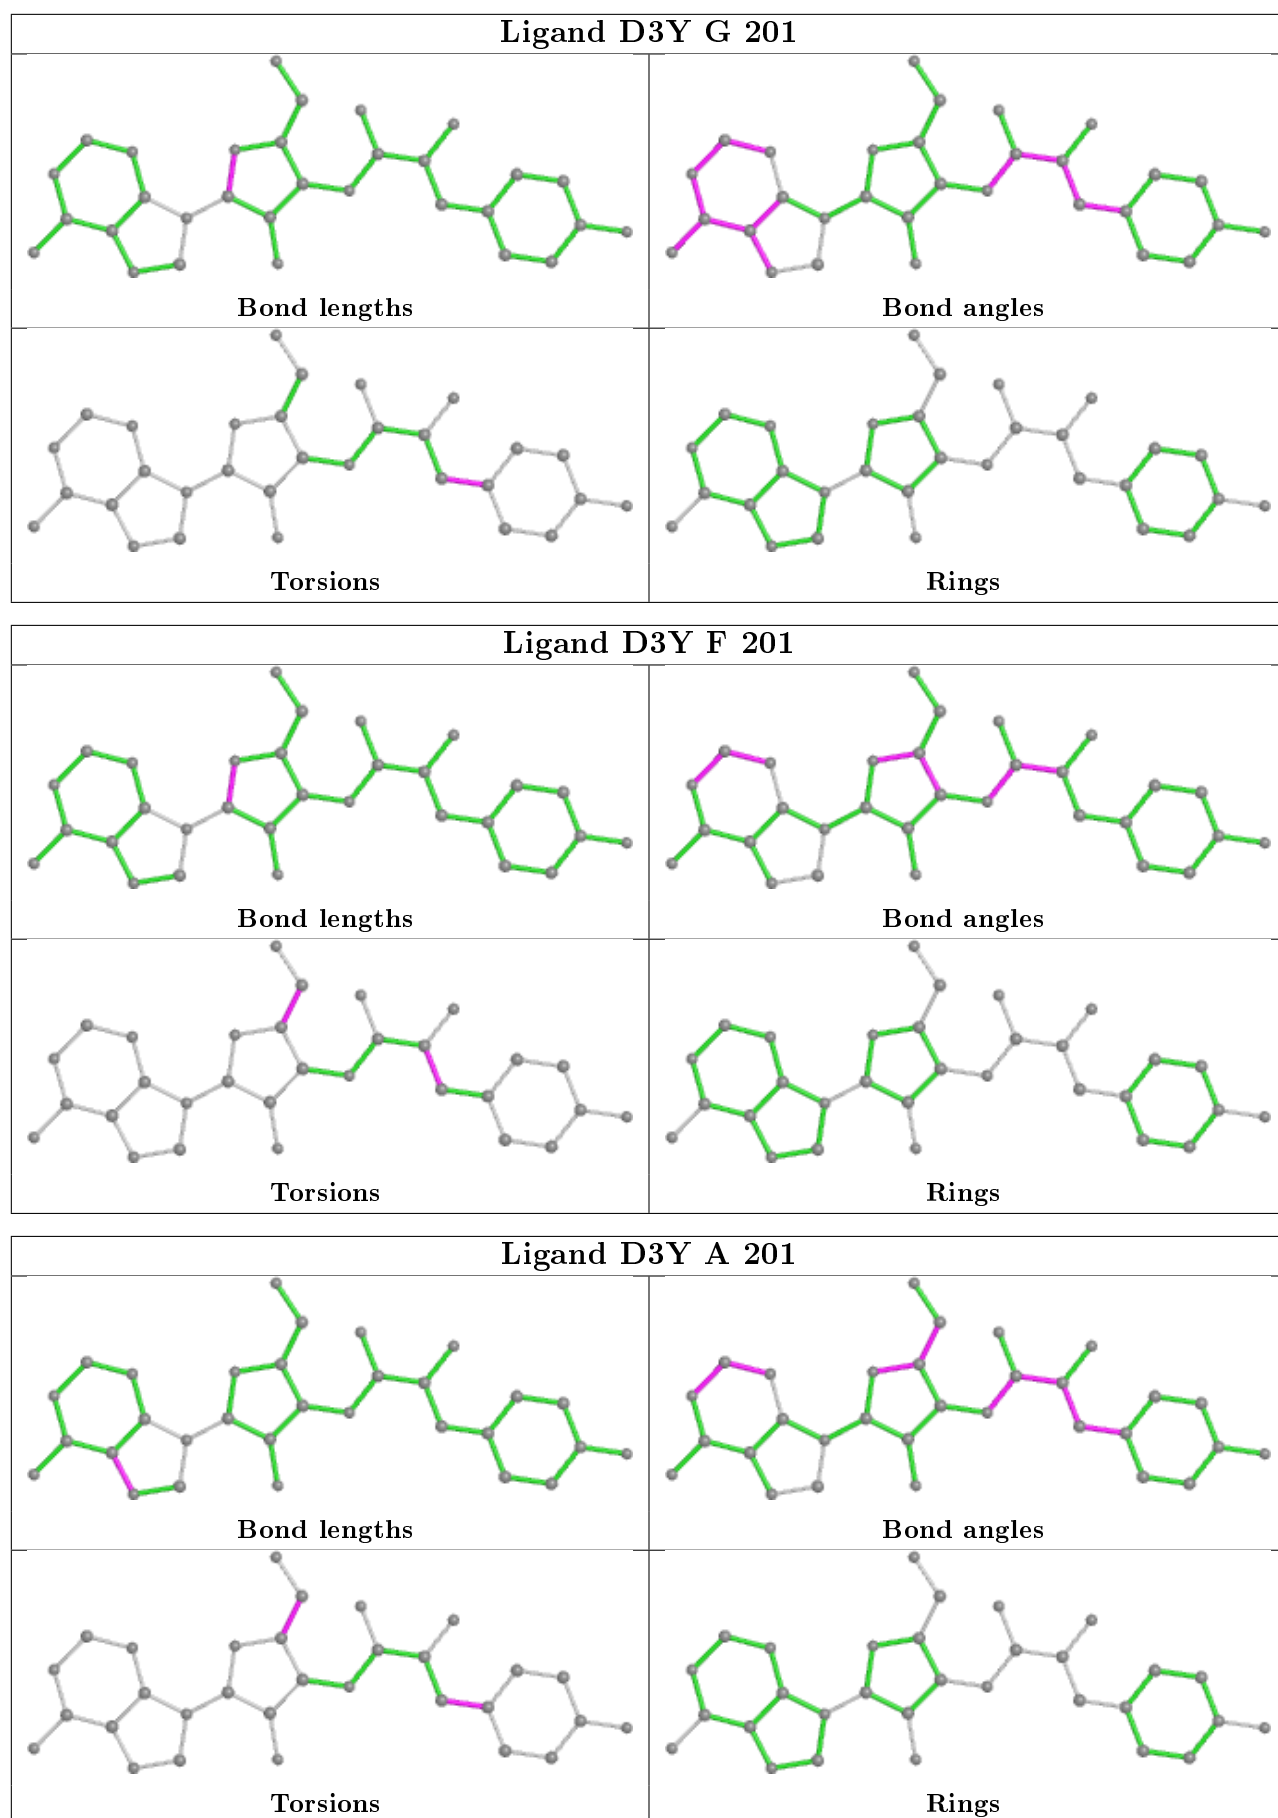 Ligand D3Y G 201
Bond lengths
Bond angles
Torsions
Rings
Ligand D3Y F 201
Bond lengths
Bond angles
Torsions
Rings
Ligand D3Y A 201
Bond lengths
Bond angles
Torsions
Rings